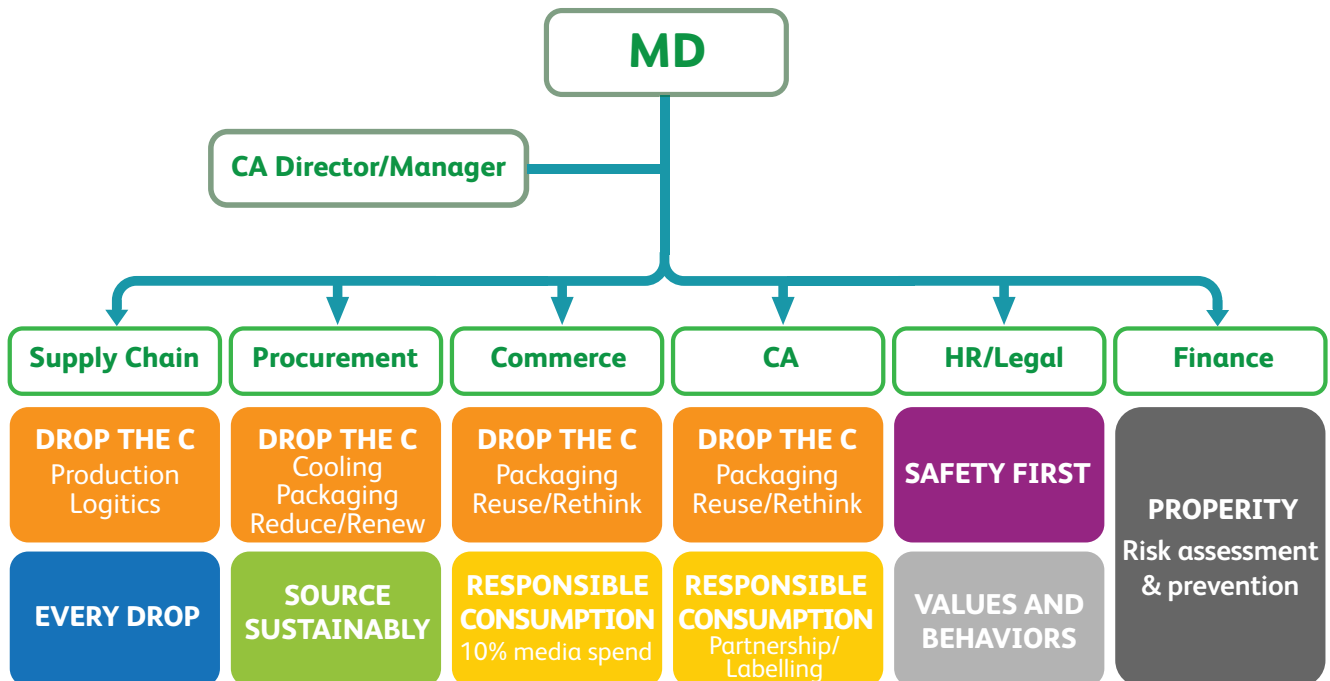 MD
CA Director/Manager
Supply Chain
Procurement
Commerce
CA
HR/Legal
Finance
DROP THE C
Production
Logitics
DROP THE C
Cooling
Packaging
Reduce/Renew
DROP THE C
Packaging
Reuse/Rethink
DROP THE C
Packaging
Reuse/Rethink
SAFETY FIRST
PROPERITY
Risk assessment
& prevention
EVERY DROP
SOURCE
SUSTAINABLY
RESPONSIBLE
CONSUMPTION
10% media spend
RESPONSIBLE
CONSUMPTION
Partnership/
Labelling
VALUES AND
BEHAVIORS